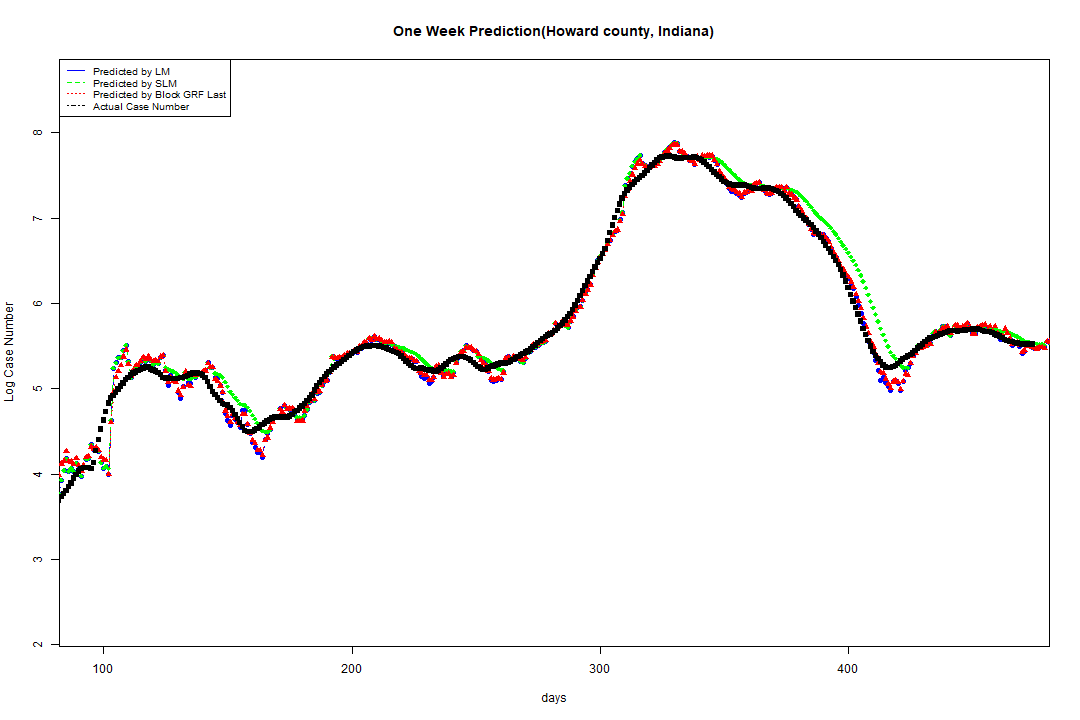 One Week Prediction(Howard county, Indiana)
Predicted by LM
Predicted by SLM
Predicted by Block GRF Last
Actual Case Number
8
7
6
5
4
3
2
Log Case Number
100 200 300 400
days